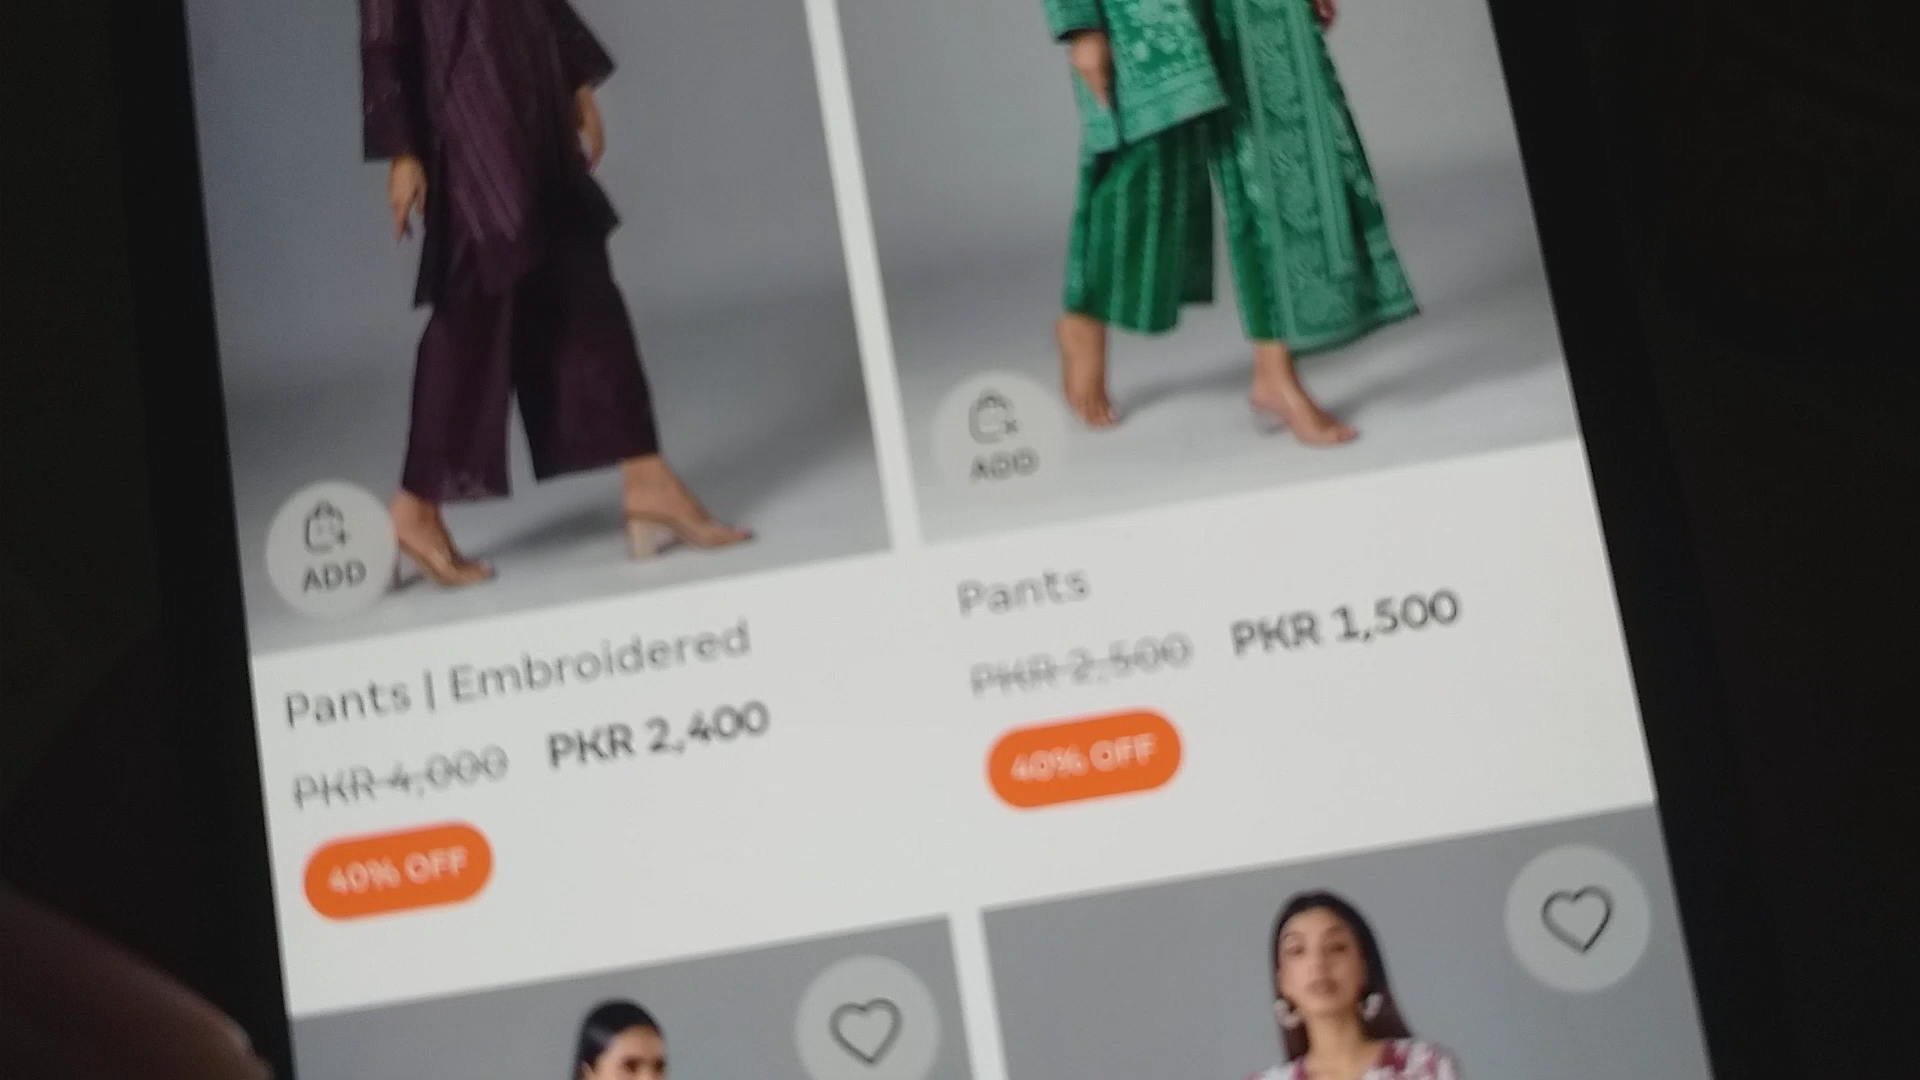 ADD
Pants | Embroidered
PKR 4,000 PKR 2,400
40% OFF
ADD
Pants
PKR 2,500 PKR 1,500
40% OFF